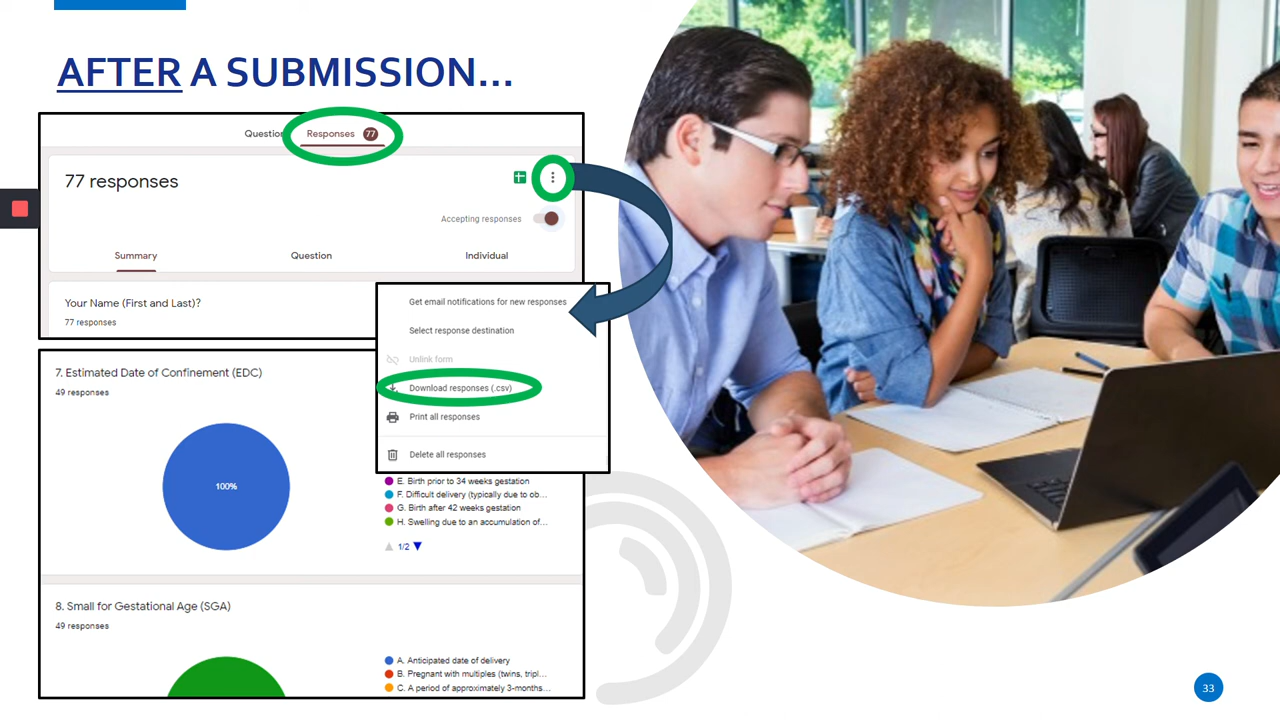 AFTER A SUBMISSION...
Responses 77
77 responses
Accepting responses
Summary Question Individual
Your Name (First and Last)?
77 responses
Get email notifications for new responses
Select response destination
Unlink form
Download responses (.csv)
Print all responses
Delete all responses
7. Estimated Date of Confinement (EDC)
49 responses
100%
E. Birth prior to 34 weeks gestation
F. Difficult delivery (typically due to ob...
G. Birth after 42 weeks gestation
H. Swelling due to an accumulation of...
1/2
8. Small for Gestational Age (SGA)
49 responses
A. Anticipated date of delivery
B. Pregnant with multiples (twins, tripl...
C. A period of approximately 3-months...
33